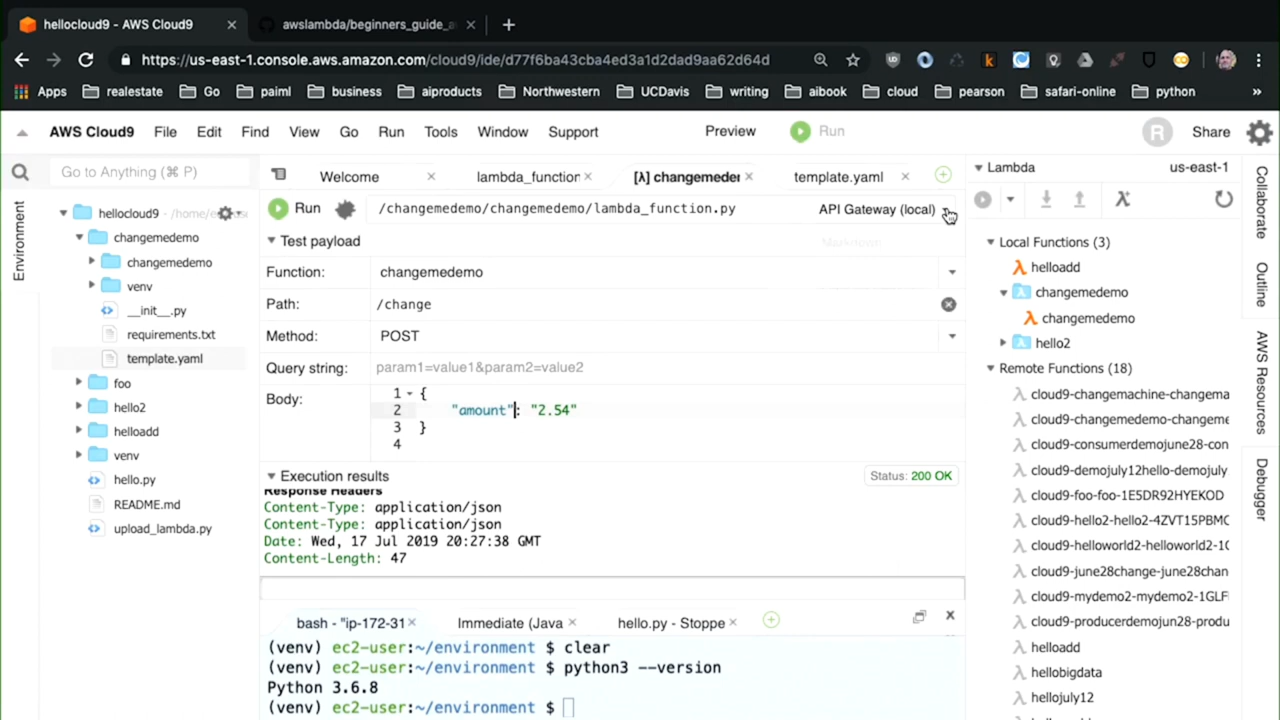 hellocloud9 - AWS Cloud9
awslambda/beginners_guide_a
https://us-east-1.console.aws.amazon.com/cloud9/ide/d77f6ba43cba4ed3a1d2dad9aa62d64d
Apps realestate Go paiml business aiproducts Northwestern UCDavis writing aibook cloud pearson safari-online python »
AWS Cloud9 File Edit Find View Go Run Tools Window Support Preview Run R Share
Go to Anything (⌘ P)
Environment
hellocloud9 - /home/e
changemedemo
changemedemo
venv
__init__.py
requirements.txt
template.yaml
foo
hello2
helloadd
venv
hello.py
README.md
upload_lambda.py
Welcome lambda_function [λ] changemeder template.yaml
Run /changemedemo/changemedemo/lambda_function.py API Gateway (local)
Test payload
Function: changemedemo
Path: /change
Method: POST
Query string: param1=value1&param2=value2
Body:
1 {
2 "amount": "2.54"
3 }
4
Execution results Status: 200 OK
Response Headers
Content-Type: application/json
Content-Type: application/json
Date: Wed, 17 Jul 2019 20:27:38 GMT
Content-Length: 47
bash - "ip-172-31 Immediate (Java hello.py - Stoppe
(venv) ec2-user:~/environment $ clear
(venv) ec2-user:~/environment $ python3 --version
Python 3.6.8
(venv) ec2-user:~/environment $
Lambda us-east-1
Local Functions (3)
helloadd
changemedemo
changemedemo
hello2
Remote Functions (18)
cloud9-changemachine-changema
cloud9-changemedemo-changeme
cloud9-consumerdemojune28-con
cloud9-demojuly12hello-demojuly
cloud9-foo-foo-1E5DR92HYEKOD
cloud9-hello2-hello2-4ZVT15PBMC
cloud9-helloworld2-helloworld2-1C
cloud9-june28change-june28chan
cloud9-mymemo2-mydemo2-1GLFI
cloud9-producerdemojun28-produ
helloadd
hellobigdata
hellojuly12
Collaborate
Outline
AWS Resources
Debugger